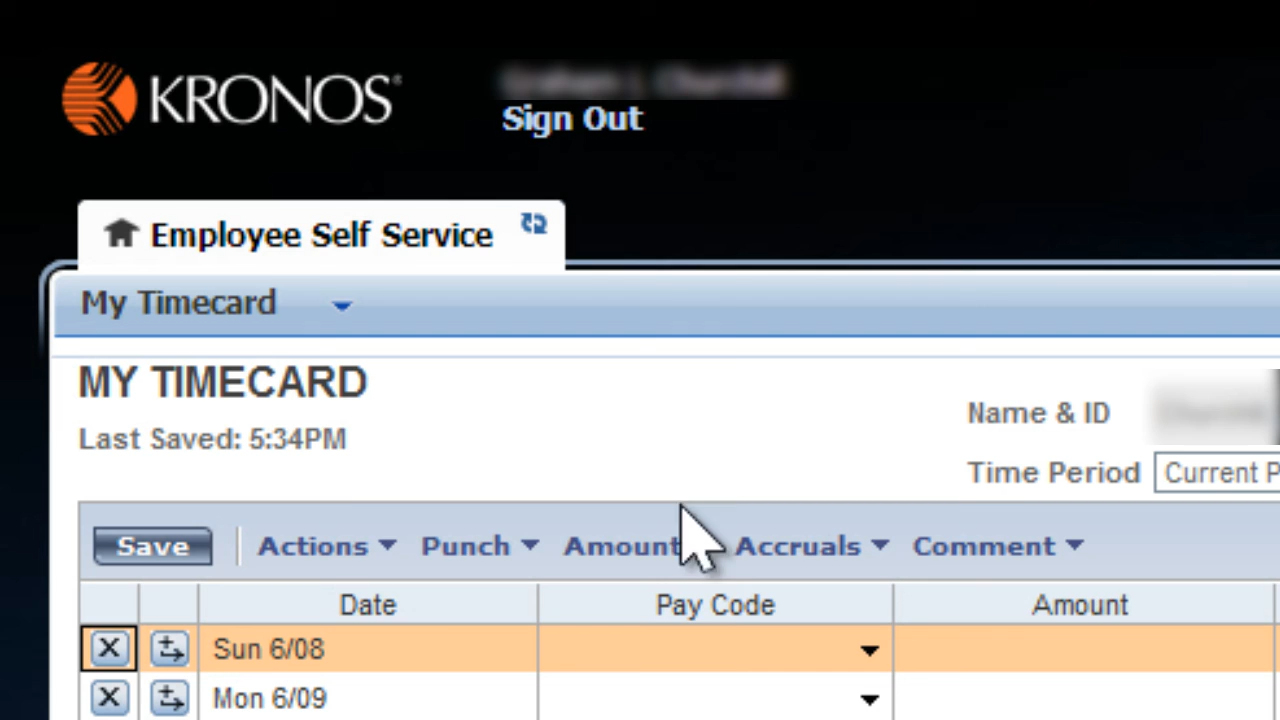 KRONOS
Sign Out
Employee Self Service
My Timecard
MY TIMECARD
Last Saved: 5:34PM
Name & ID
Time Period Current P
Save Actions Punch Amount Accruals Comment
Date Pay Code Amount
Sun 6/08
Mon 6/09